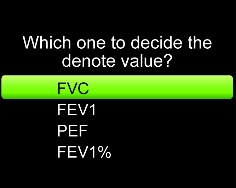 Which one to decide the
denote value?
FVC
FEV1
PEF
FEV1%